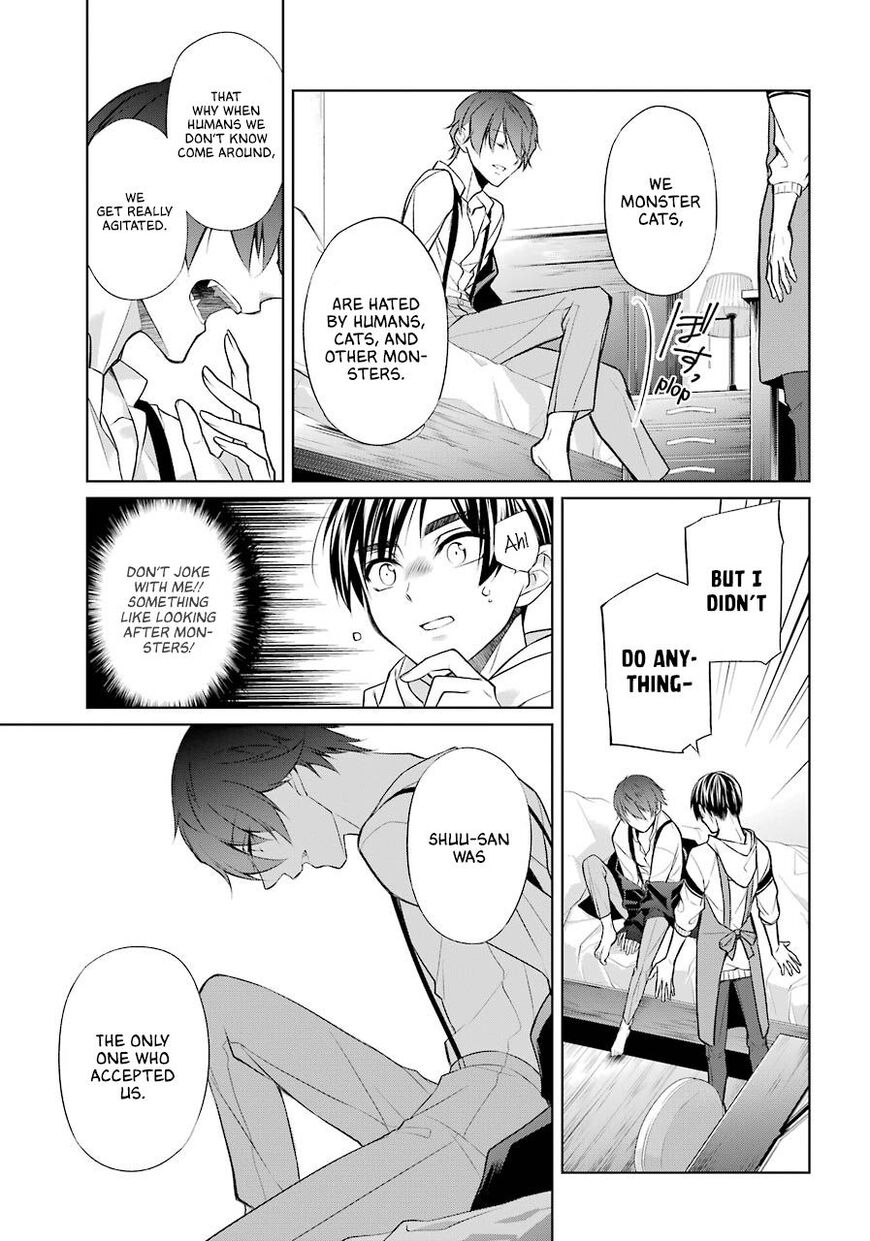 WE
MONSTER
CATS,
ARE HATED
BY HUMANS,
CATS, AND
OTHER MON-
STERS.
ぼすっ
plop
THAT
WHY WHEN
HUMANS WE
DON'T KNOW
COME AROUND,
WE
GET REALLY
AGITATED.
BUT I
DIDN'T
DO ANY-
THING-
Ah!
DON'T JOKE
WITH ME!!
SOMETHING
LIKE LOOKING
AFTER MON-
STERS!
SHUU-SAN
WAS
THE ONLY
ONE WHO
ACCEPTED
US.